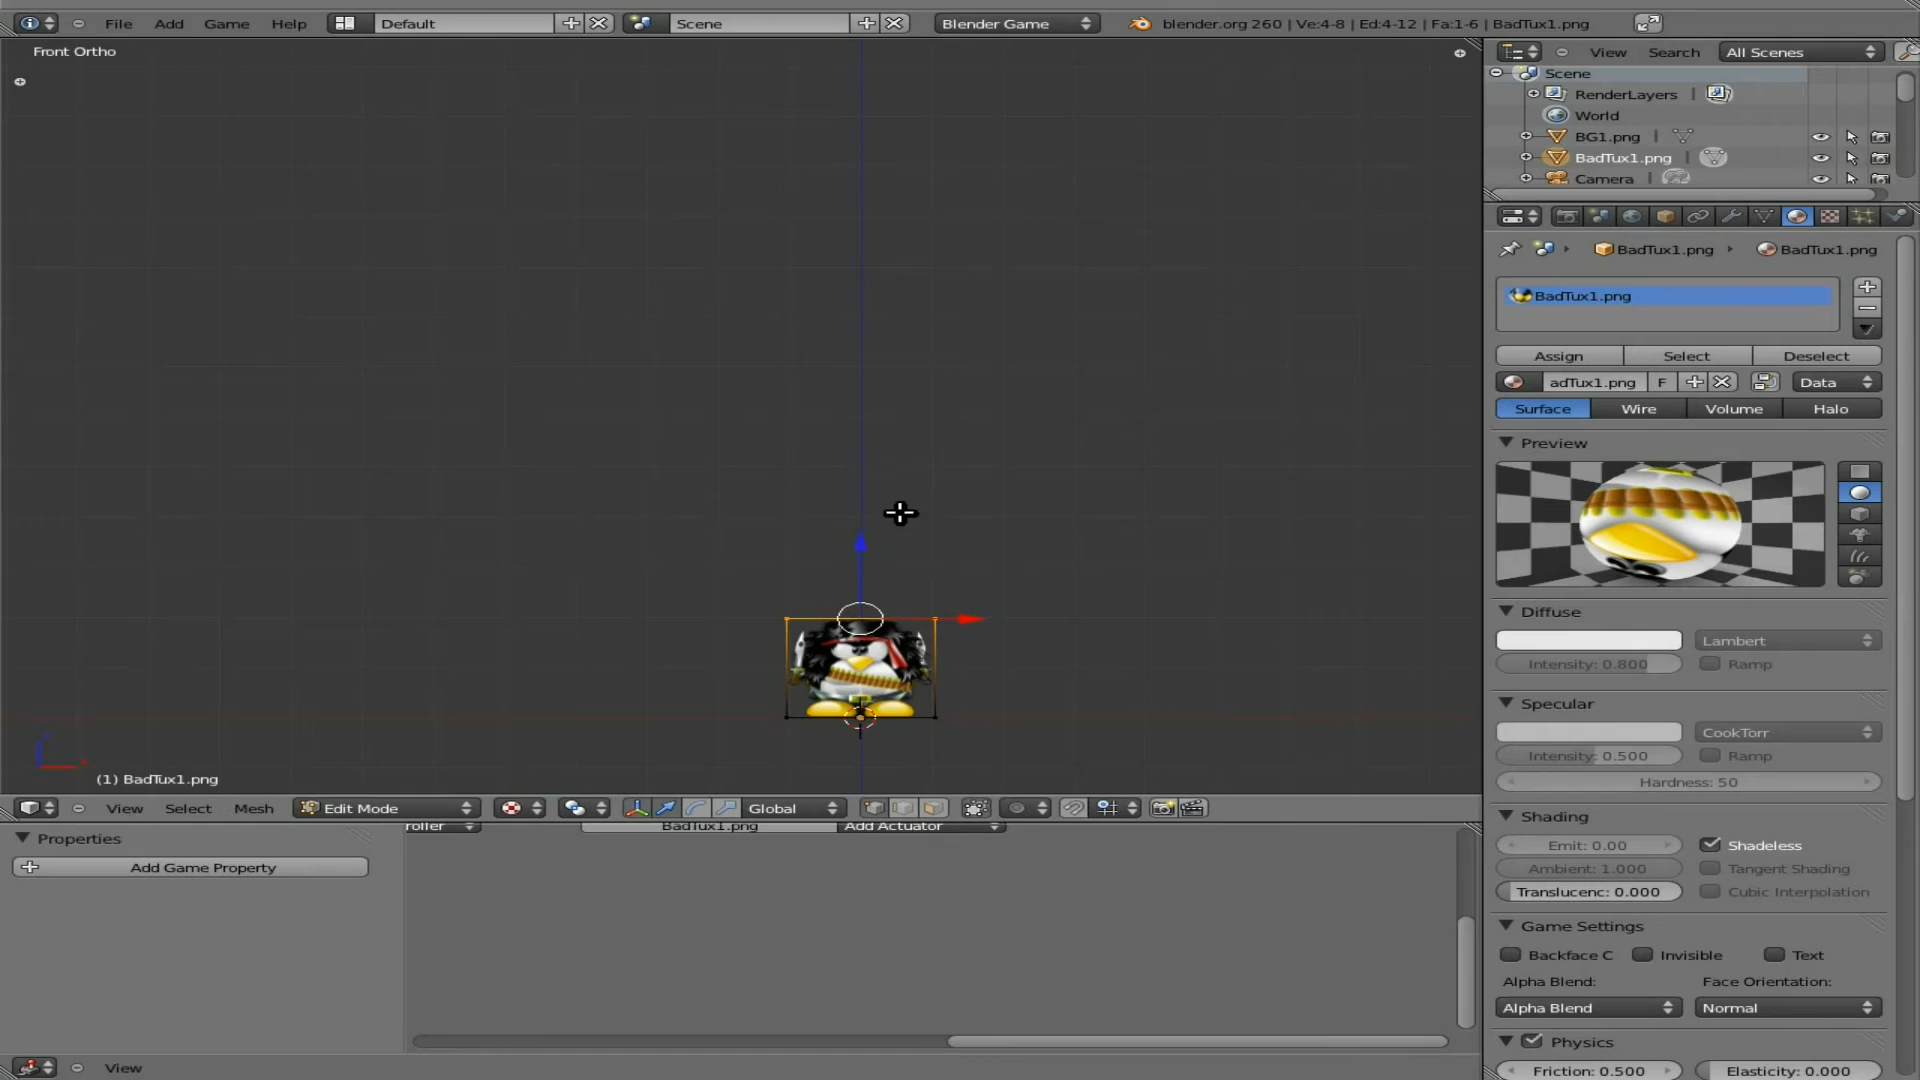 File Add Game Help Default Scene Blender Game blender.org 260 | Ve:4-8 | Ed:4-12 | Fa:1-6 | BadTux1.png
Front Ortho
View Search All Scenes
Scene
RenderLayers
World
BG1.png
BadTux1.png
Camera
BadTux1.png BadTux1.png
BadTux1.png
Assign Select Deselect
adTux1.png F Data
Surface Wire Volume Halo
Preview
Diffuse
Lambert
Intensity: 0.800 Ramp
Specular
CookTorr
Intensity: 0.500 Ramp
Hardness: 50
Shading
Emit: 0.00 Shadeless
Ambient: 1.000 Tangent Shading
Translucenc: 0.000 Cubic Interpolation
Game Settings
Backface C Invisible Text
Alpha Blend: Face Orientation:
Alpha Blend Normal
Physics
Friction: 0.500 Elasticity: 0.000
(1) BadTux1.png
View Select Mesh Edit Mode Global
Properties
Add Game Property
roller BadTux1.png Add Actuator
View